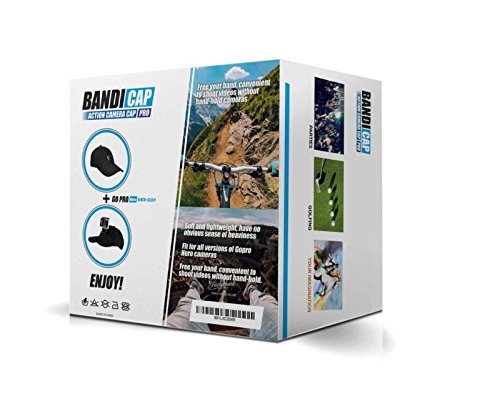 BANDI CAP
ACTION CAMERA CAP PRO
+ GO PRO
ENJOY!
Free your hand, convenient
to shoot videos without
hand-hold cameras
Soft and lightweight, have no
obvious sense of heaviness
Fit for all versions of Gopro
Hero cameras
Free your hand, convenient to
shoot videos without hand-hold.
BANDI CAP
ACTION CAMERA CAP PRO
PARTIES
GOLFING
YOUR IMAGINATION